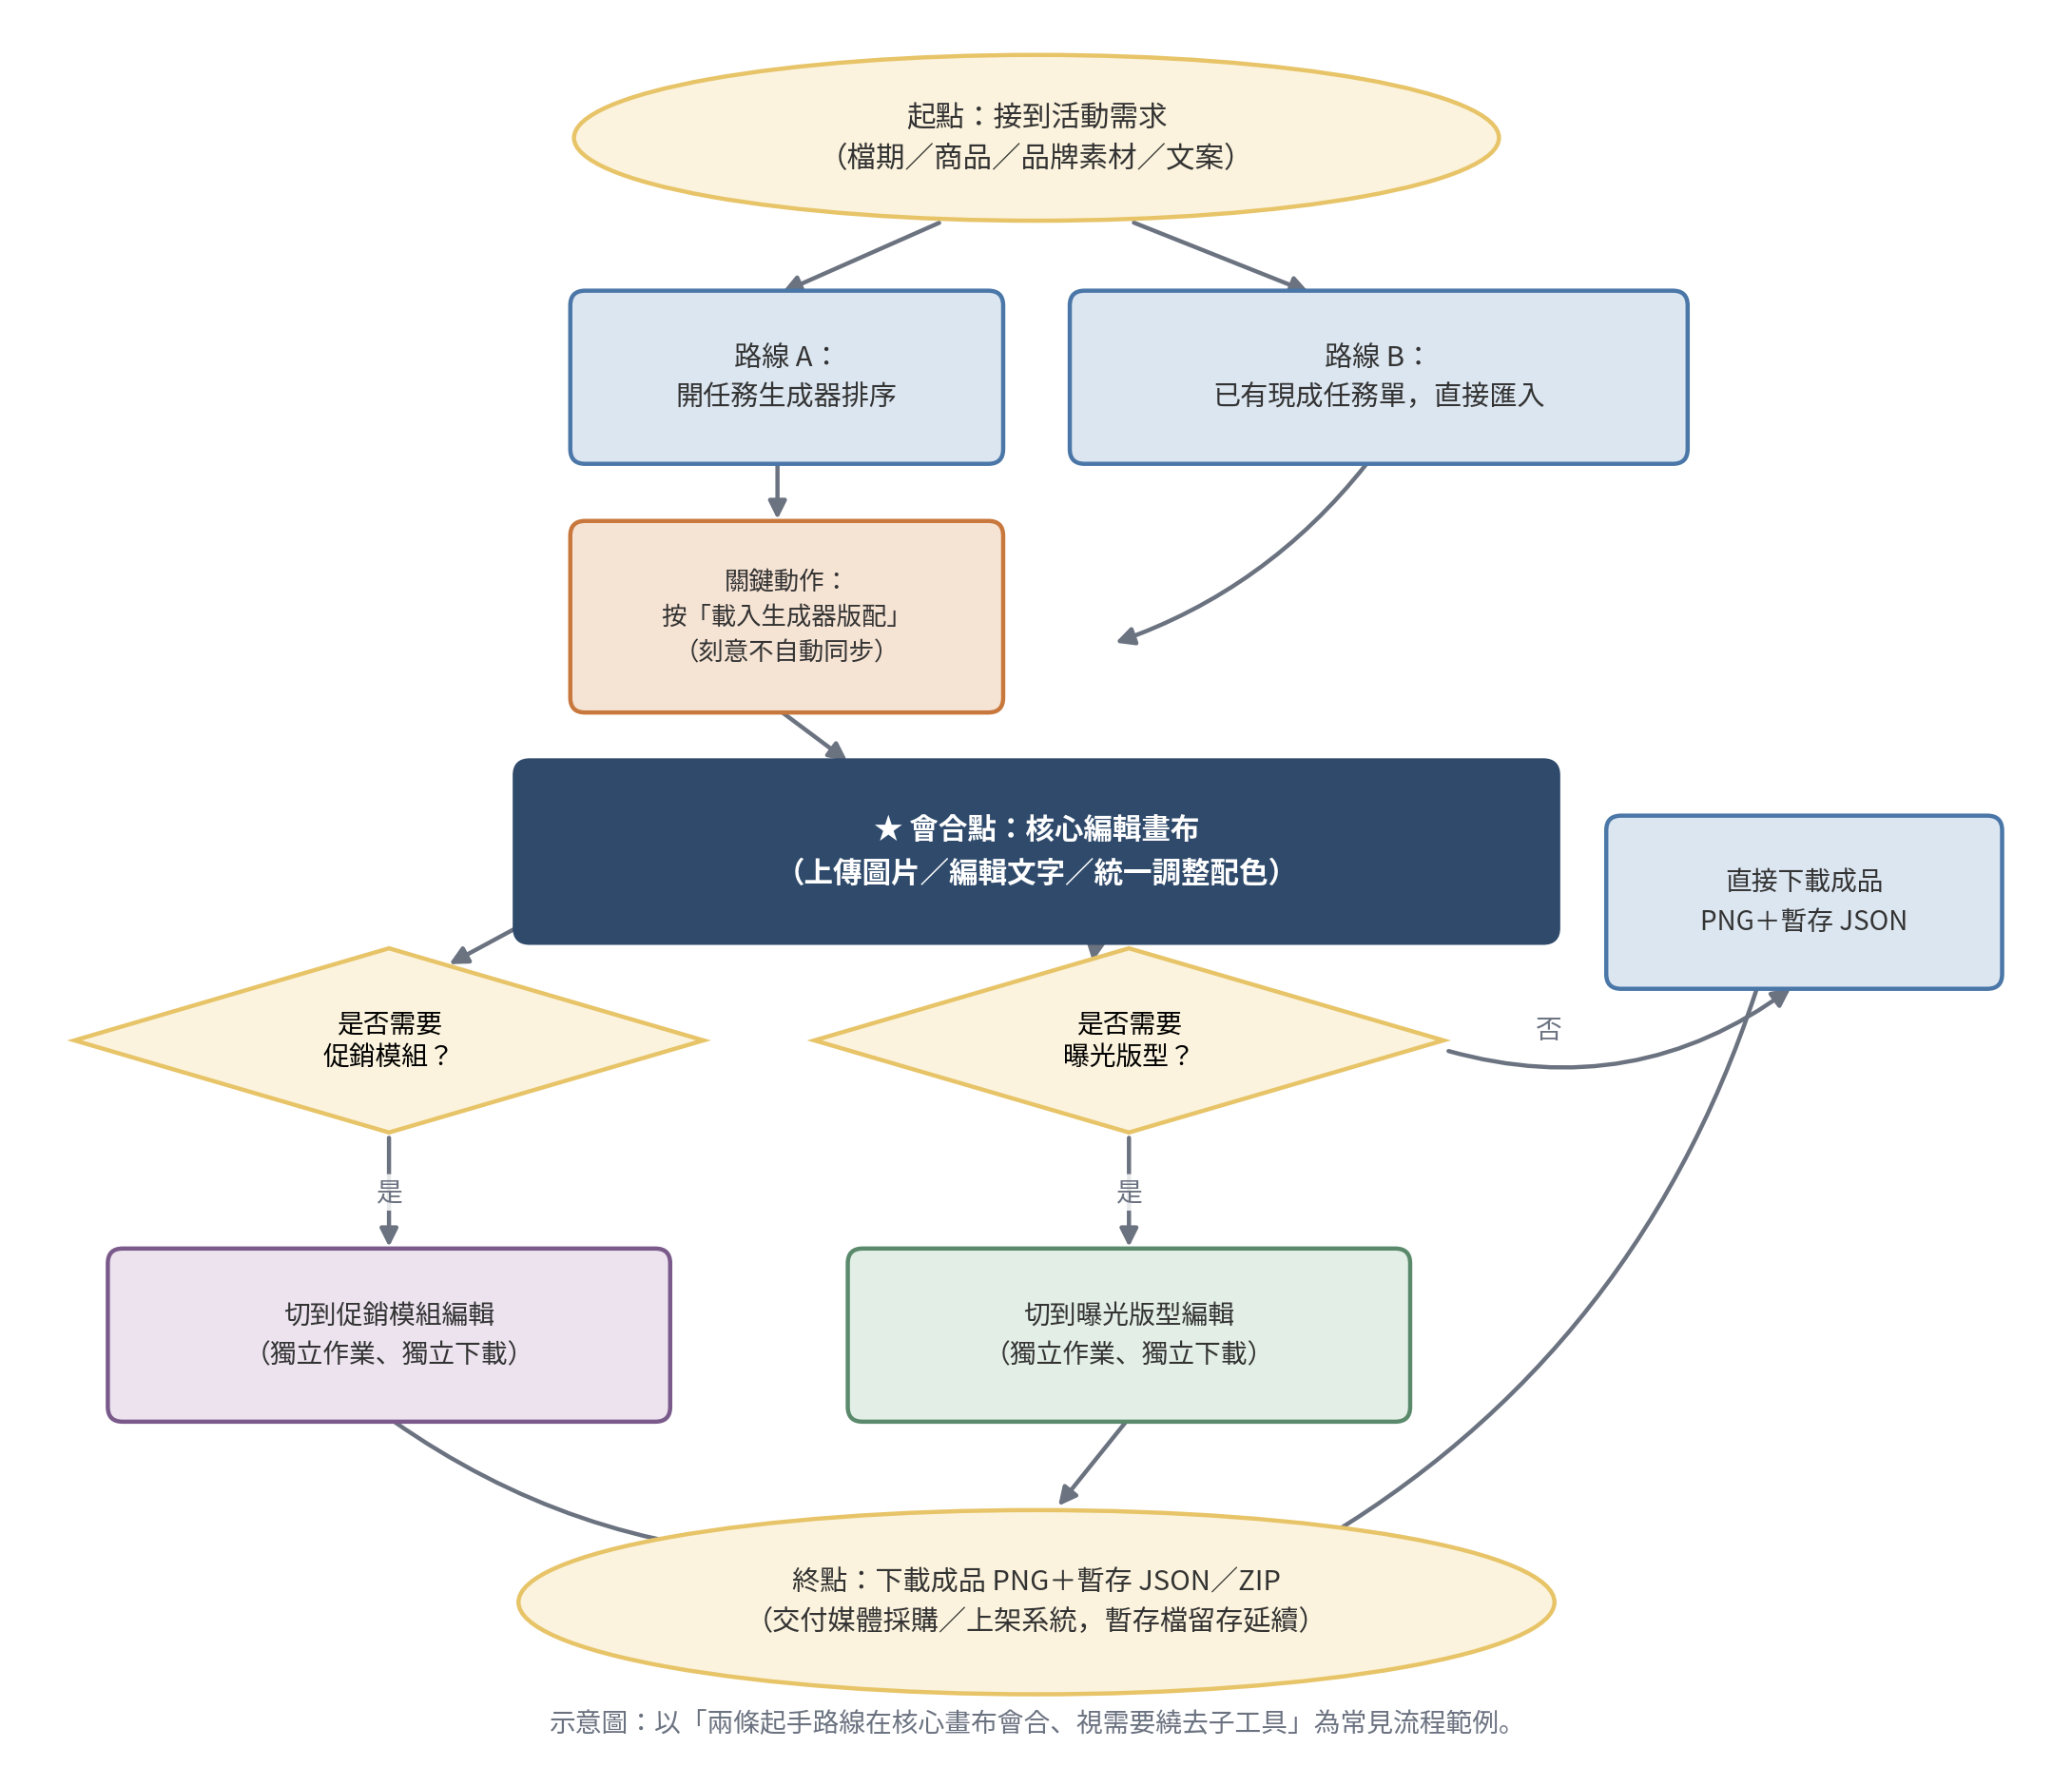 起點：接到活動需求
（檔期／商品／品牌素材／文案）
路線 A：
開任務生成器排序
路線 B：
已有現成任務單，直接匯入
關鍵動作：
按「載入生成器版配」
（刻意不自動同步）
★ 會合點：核心編輯畫布
（上傳圖片／編輯文字／統一調整配色）
直接下載成品
PNG＋暫存 JSON
是否需要
促銷模組？
是否需要
曝光版型？
否
是
是
切到促銷模組編輯
（獨立作業、獨立下載）
切到曝光版型編輯
（獨立作業、獨立下載）
終點：下載成品 PNG＋暫存 JSON／ZIP
（交付媒體採購／上架系統，暫存檔留存延續）
示意圖：以「兩條起手路線在核心畫布會合、視需要繞去子工具」為常見流程範例。